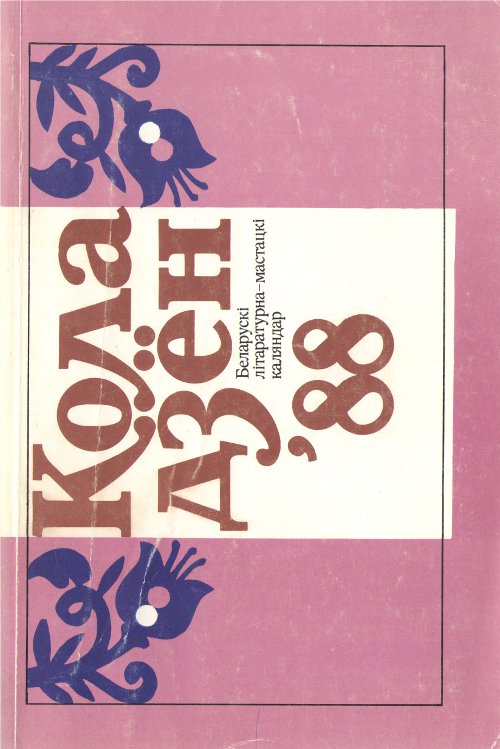 Кола
дзён
Беларускі
літаратурна-мастацкі
каляндар
’88